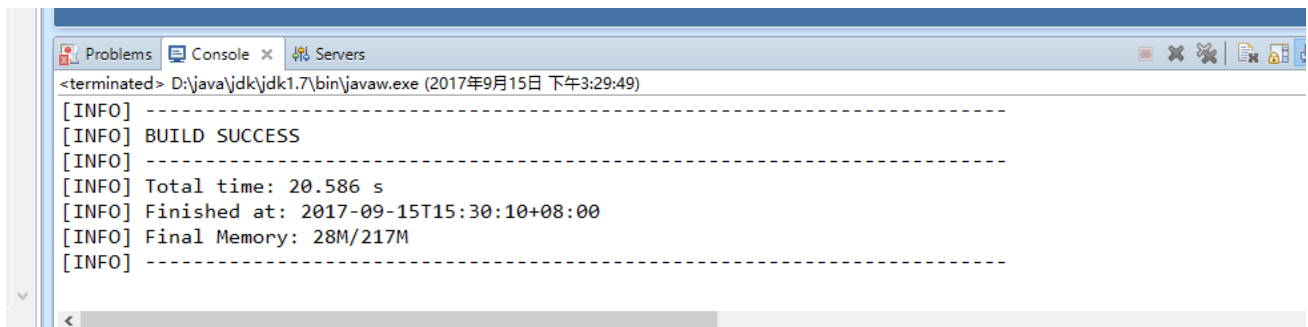 Problems Console Servers
<terminated> D:\java\jdk\jdk1.7\bin\javaw.exe (2017年9月15日 下午3:29:49)
[INFO] ------------------------------------------------------------------------
[INFO] BUILD SUCCESS
[INFO] ------------------------------------------------------------------------
[INFO] Total time: 20.586 s
[INFO] Finished at: 2017-09-15T15:30:10+08:00
[INFO] Final Memory: 28M/217M
[INFO] ------------------------------------------------------------------------